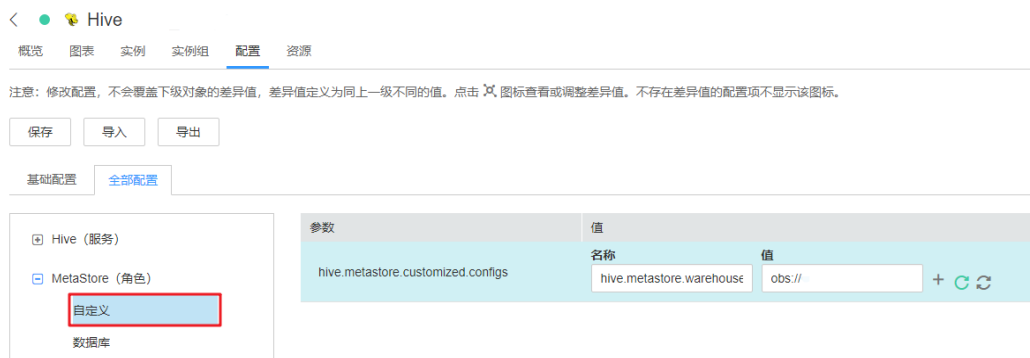 Hive
概览 图表 实例 实例组 配置 资源
注意：修改配置，不会覆盖下级对象的差异值，差异值定义为同上一级不同的值。点击 图标查看或调整差异值。不存在差异值的配置项不显示该图标。
保存 导入 导出
基础配置 全部配置
参数 值
Hive（服务）
名称 值
hive.metastore.customized.configs hive.metastore.warehouse obs://
MetaStore（角色）
自定义
数据库